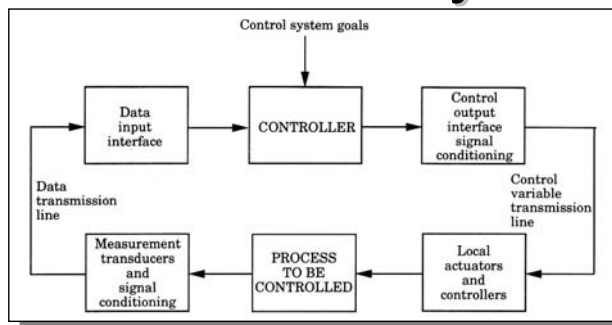 Control system goals
Data
input
interface
CONTROLLER
Control
output
interface
signal
conditioning
Data
transmission
line
Control
variable
transmission
line
Measurement
transducers
and
signal
conditioning
PROCESS
TO BE
CONTROLLED
Local
actuators
and
controllers